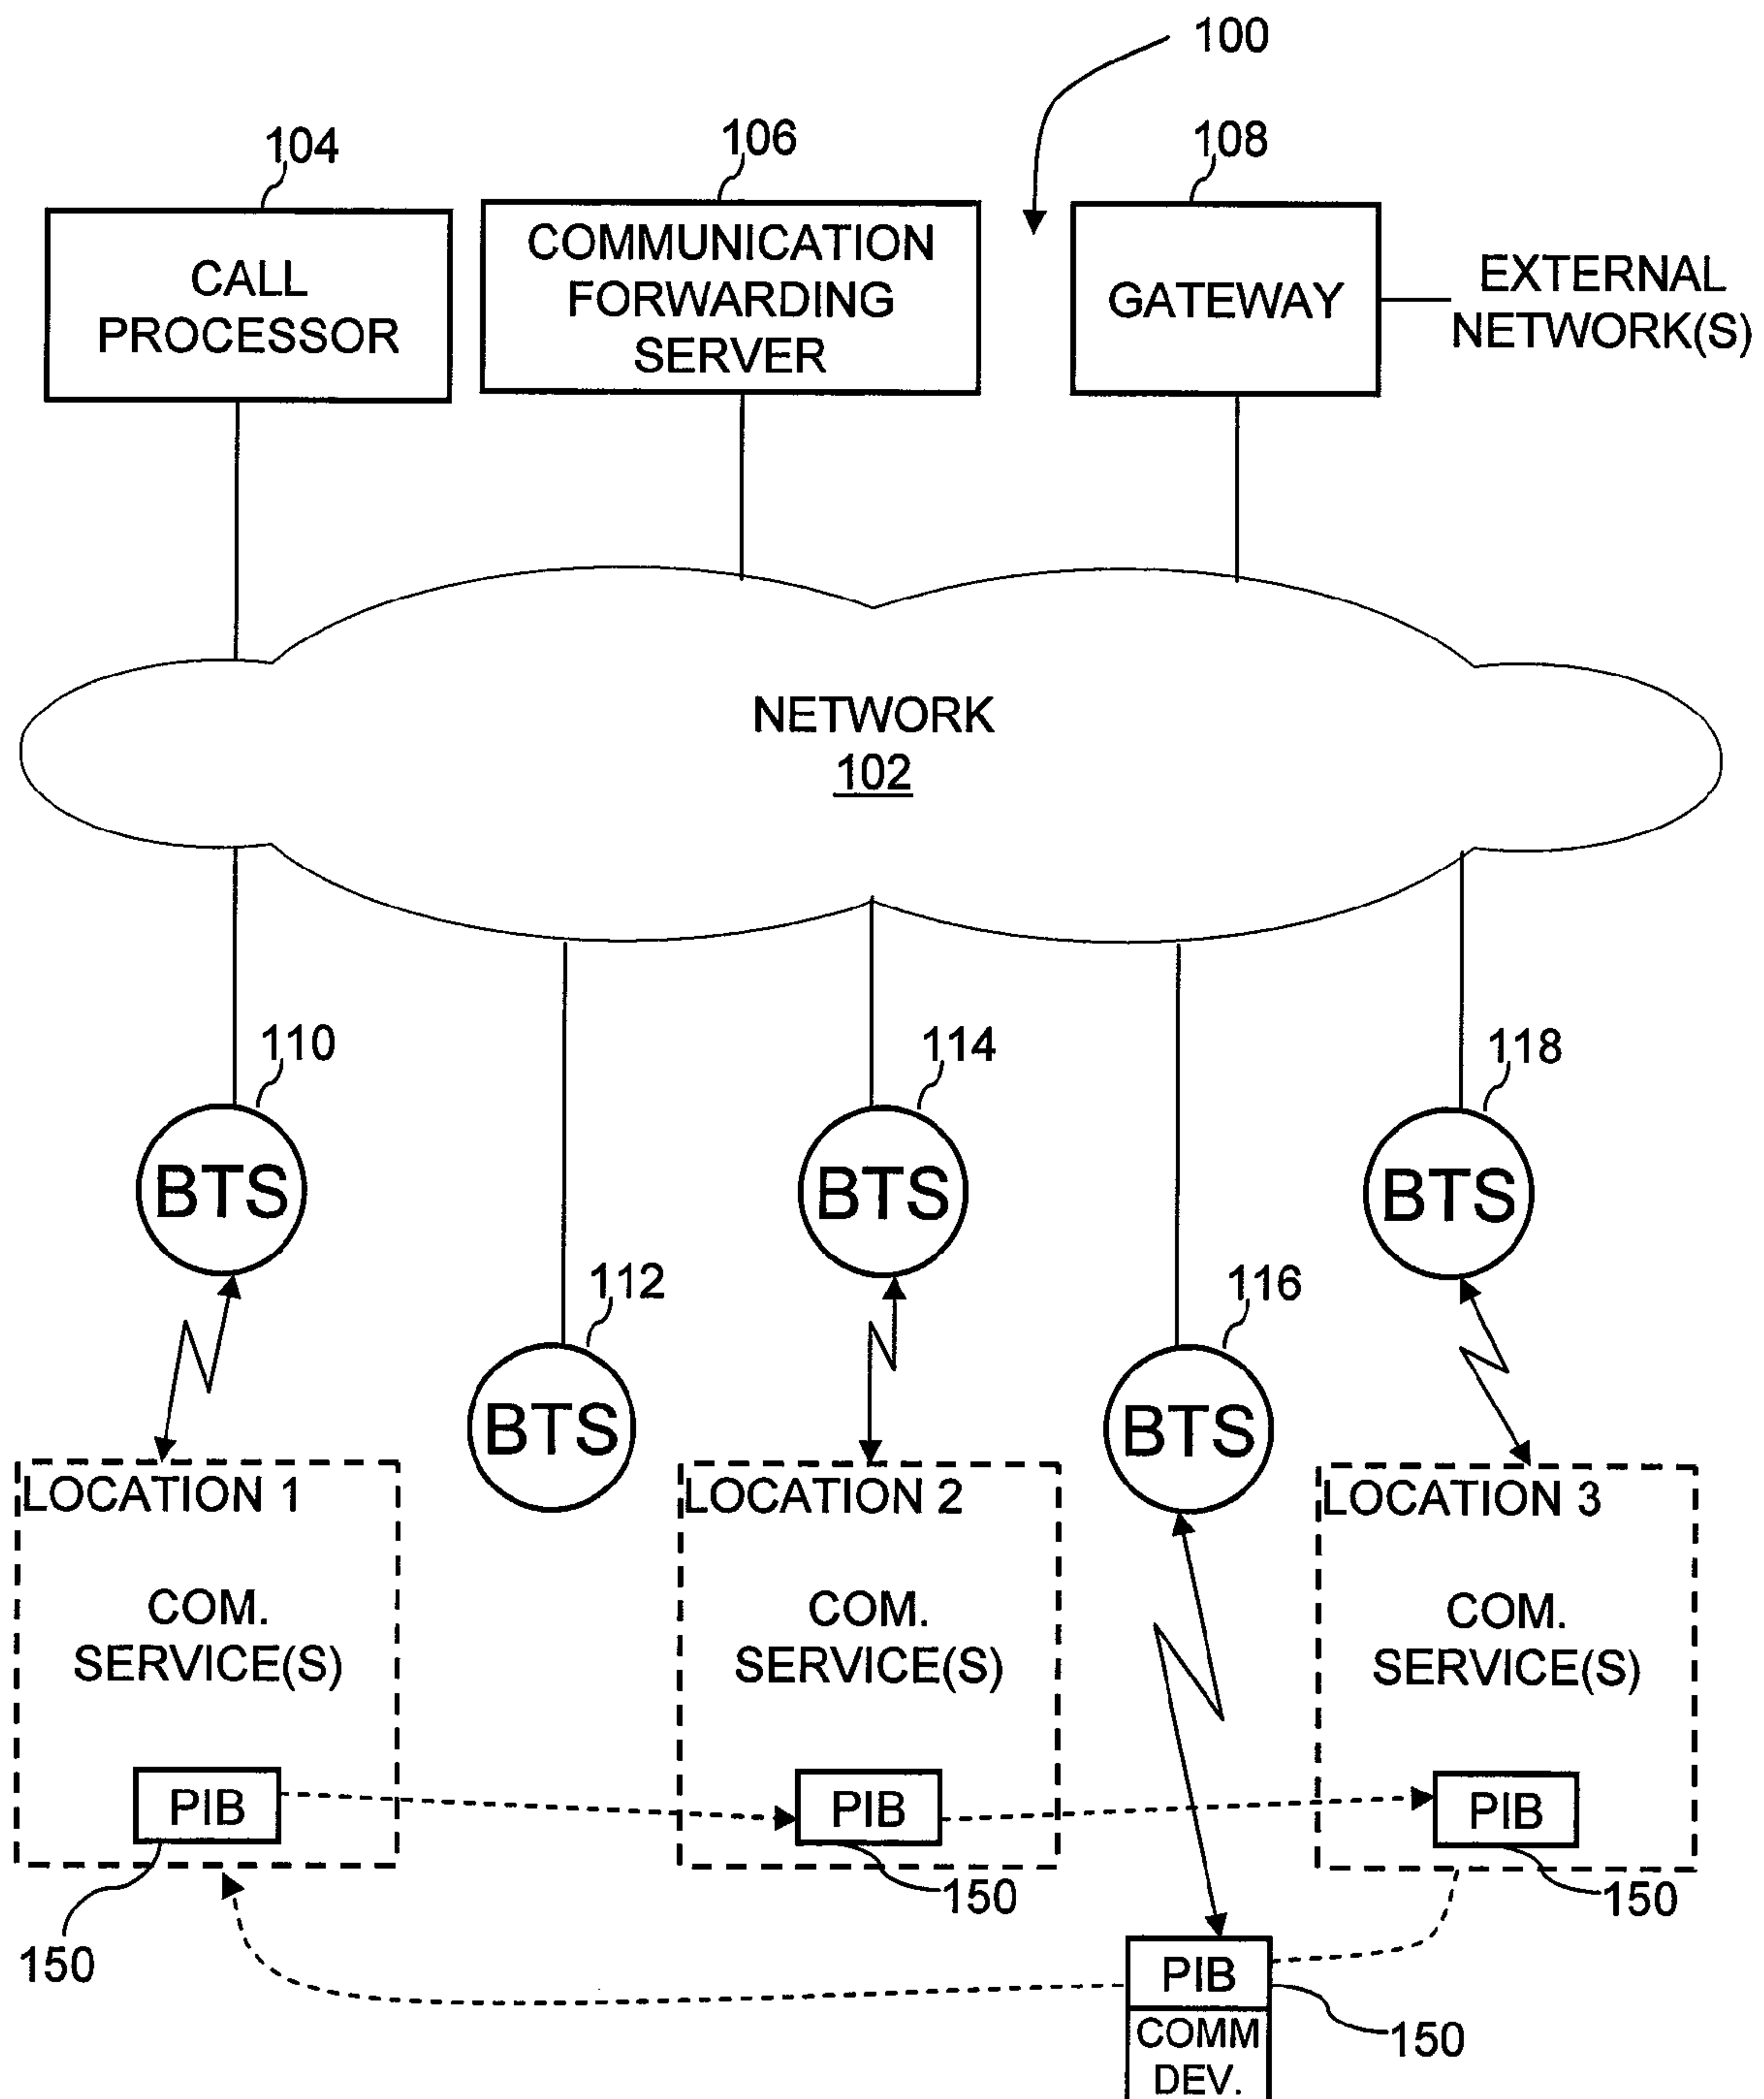 100
104
106
108
CALL
PROCESSOR
COMMUNICATION
FORWARDING
SERVER
GATEWAY
EXTERNAL
NETWORK(S)
NETWORK
102
110
114
118
BTS
BTS
BTS
112
116
BTS
BTS
LOCATION 1
LOCATION 2
LOCATION 3
COM.
SERVICE(S)
COM.
SERVICE(S)
COM.
SERVICE(S)
PIB
PIB
PIB
150
150
150
PIB
150
COMM
DEV.